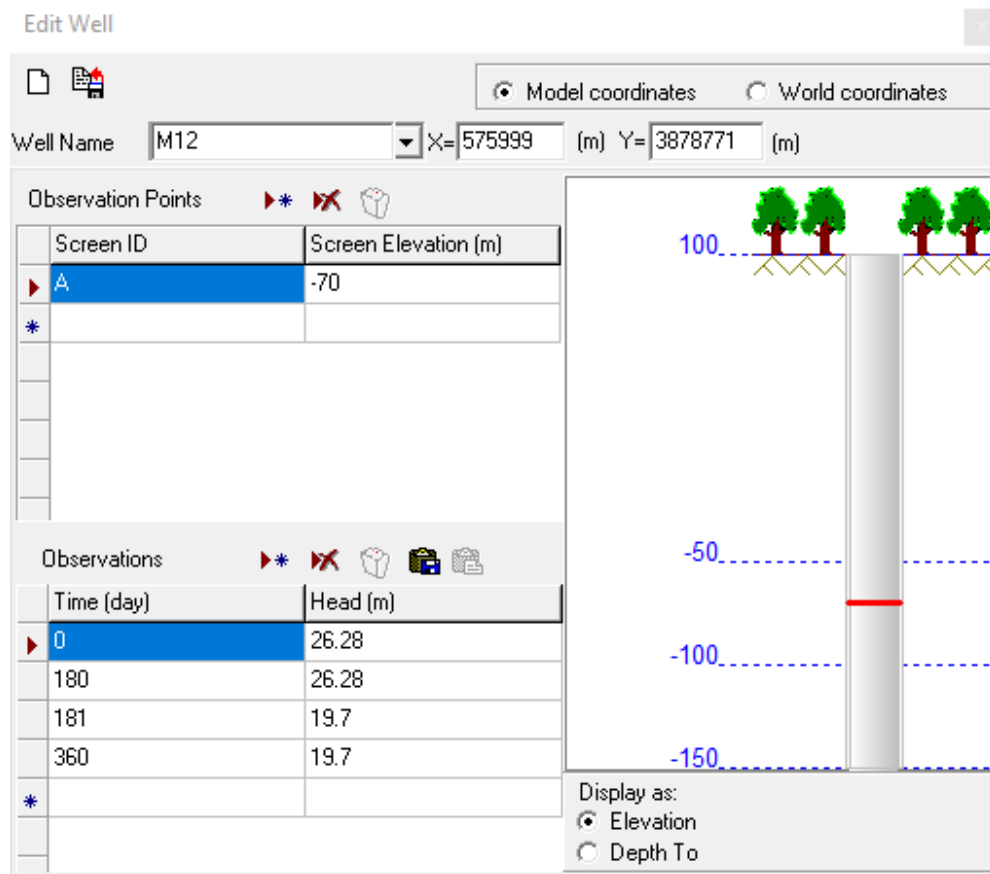 Edit Well
x
Model coordinates World coordinates
Well Name M12 X= 575999 (m) Y= 3878771 (m)
Observation Points
Screen ID Screen Elevation (m)
A -70
*
Observations
Time (day) Head (m)
0 26.28
180 26.28
181 19.7
360 19.7
*
100
-50
-100
-150
Display as:
Elevation
Depth To